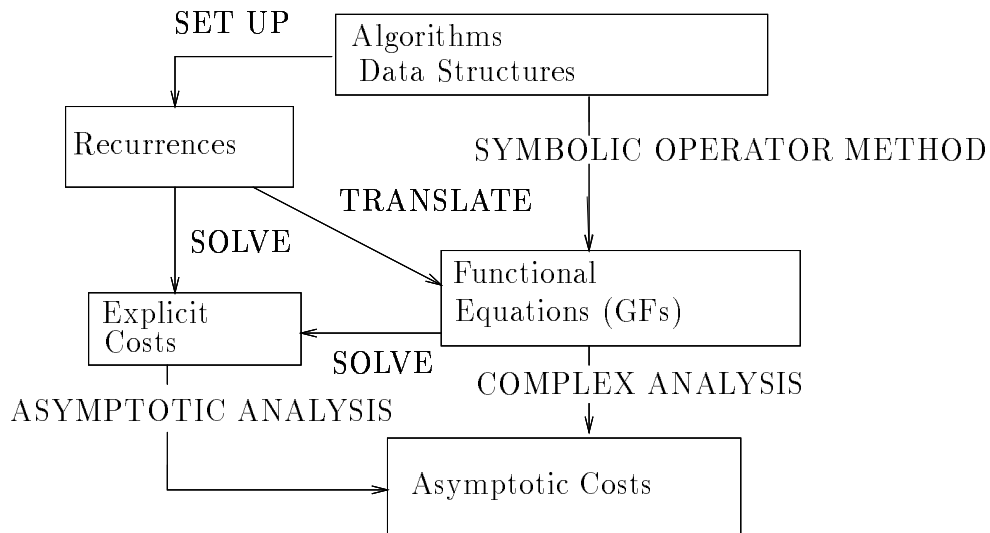 SET UP
Algorithms
Data Structures
Recurrences
SYMBOLIC OPERATOR METHOD
TRANSLATE
SOLVE
Functional
Equations (GFs)
Explicit
Costs
SOLVE
COMPLEX ANALYSIS
ASYMPTOTIC ANALYSIS
Asymptotic Costs